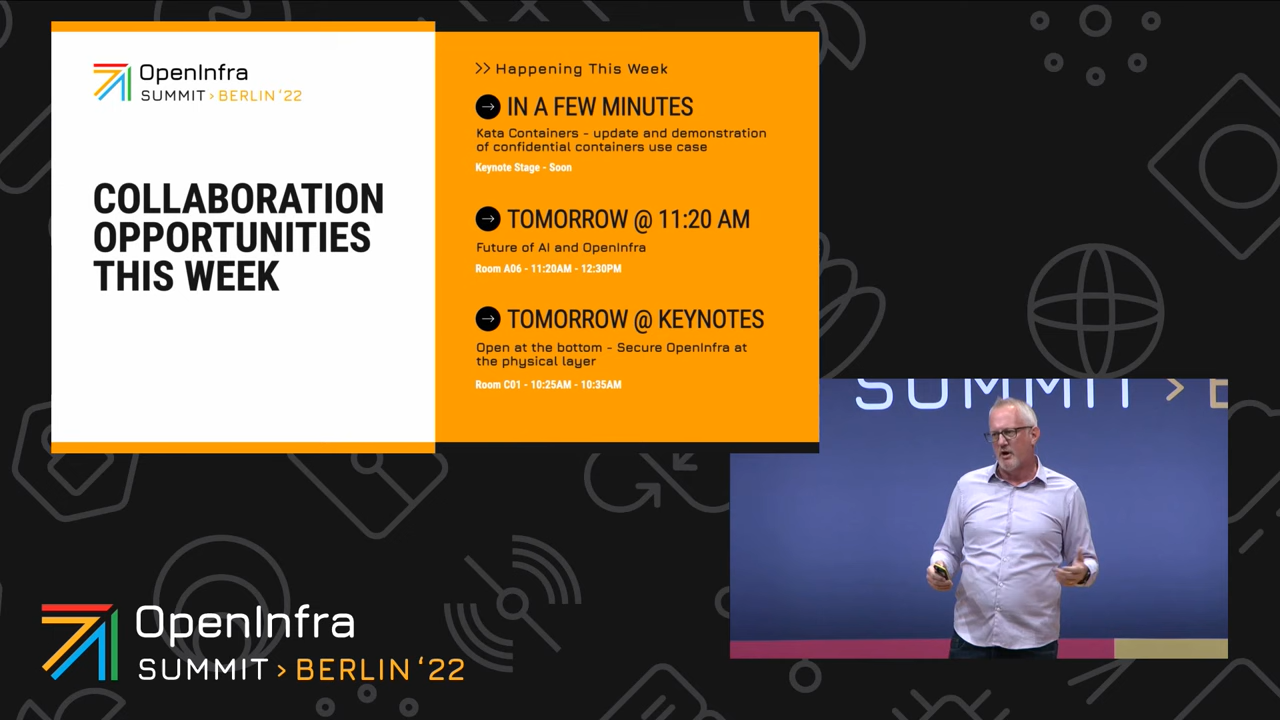 OpenInfra
SUMMIT > BERLIN '22
COLLABORATION
OPPORTUNITIES
THIS WEEK
>> Happening This Week
IN A FEW MINUTES
Kata Containers - update and demonstration
of confidential containers use case
Keynote Stage - Soon
TOMORROW @ 11:20 AM
Future of AI and OpenInfra
Room A06 - 11:20AM - 12:30PM
TOMORROW @ KEYNOTES
Open at the bottom - Secure OpenInfra at
the physical layer
Room C01 - 10:25AM - 10:35AM
SUMMIT > B
OpenInfra
SUMMIT > BERLIN '22